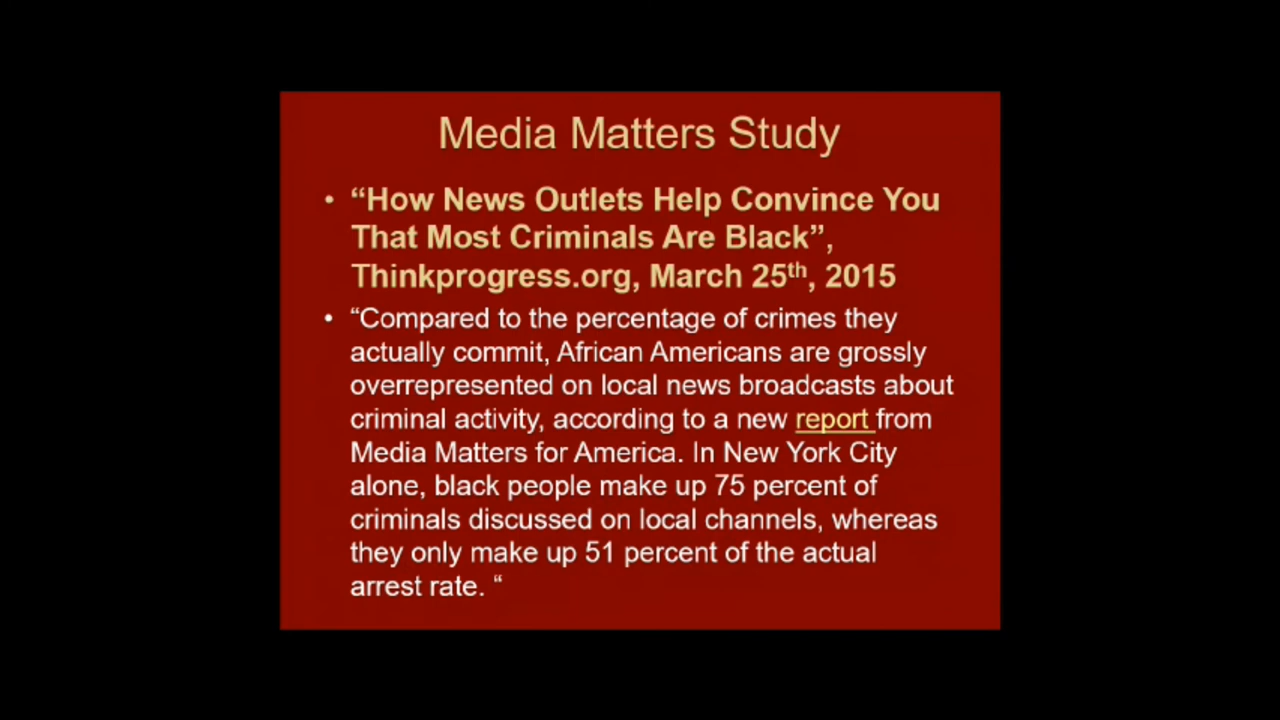 Media Matters Study
• “How News Outlets Help Convince You
That Most Criminals Are Black”,
Thinkprogress.org, March 25th, 2015
• “Compared to the percentage of crimes they
actually commit, African Americans are grossly
overrepresented on local news broadcasts about
criminal activity, according to a new report from
Media Matters for America. In New York City
alone, black people make up 75 percent of
criminals discussed on local channels, whereas
they only make up 51 percent of the actual
arrest rate. “